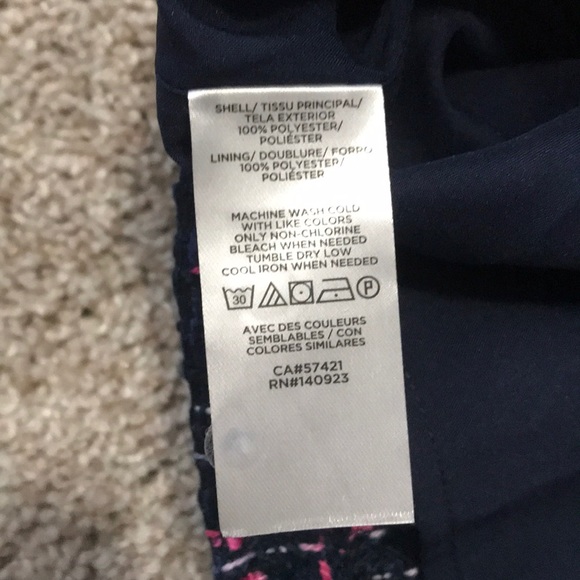 SHELL/ TISSU PRINCIPAL/
TELA EXTERIOR
100% POLYESTER/
POLIÉSTER
LINING/ DOUBLURE/ FORRO
100% POLYESTER/
POLIÉSTER
MACHINE WASH COLD
WITH LIKE COLORS
ONLY NON-CHLORINE
BLEACH WHEN NEEDED
TUMBLE DRY LOW
COOL IRON WHEN NEEDED
30 P
AVEC DES COULEURS
SEMBLABLES / CON
COLORES SIMILARES
CA#57421
RN#140923